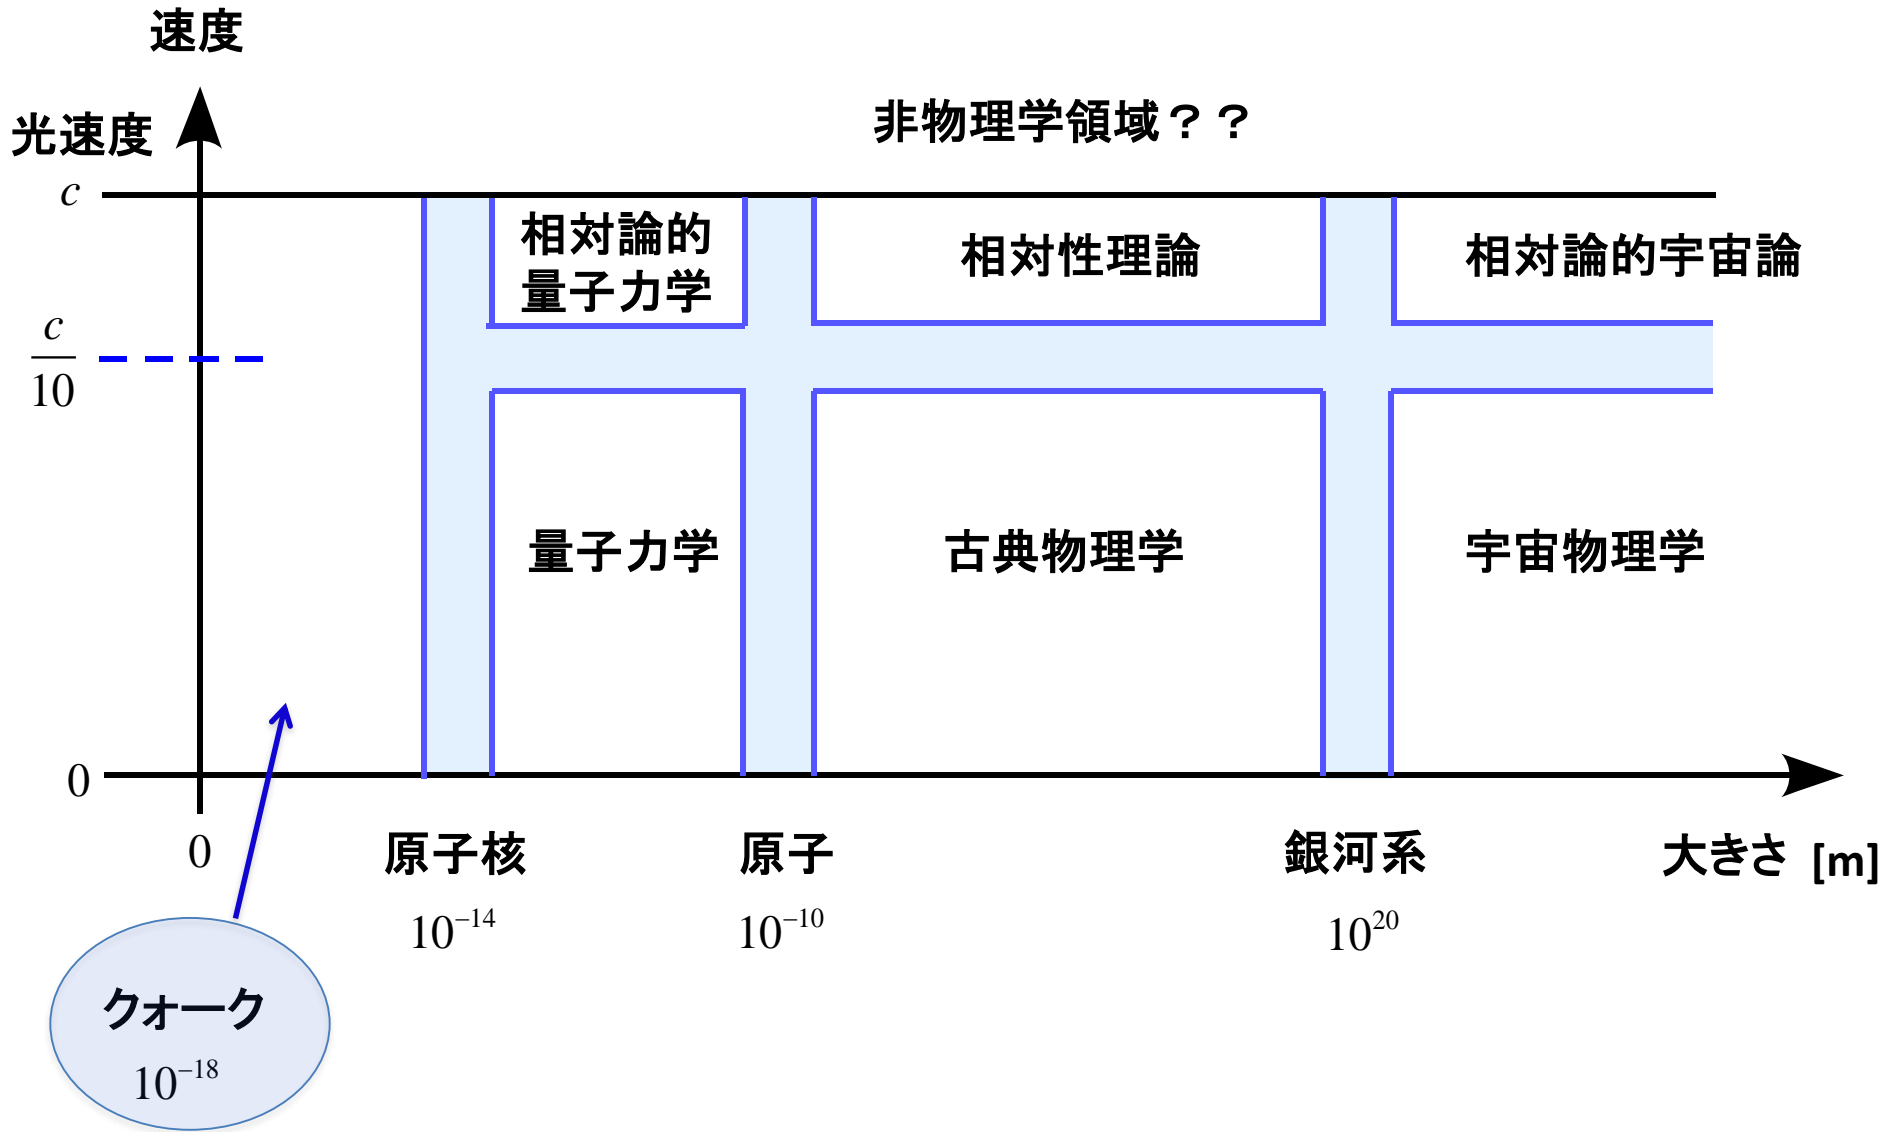 速度
光速度
非物理学領域？？
c
相対論的
量子力学
相対性理論
相対論的宇宙論
c
10
量子力学
古典物理学
宇宙物理学
0
0
原子核
原子
銀河系
大きさ [m]
10⁻¹⁴
10⁻¹⁰
10²⁰
クォーク
10⁻¹⁸